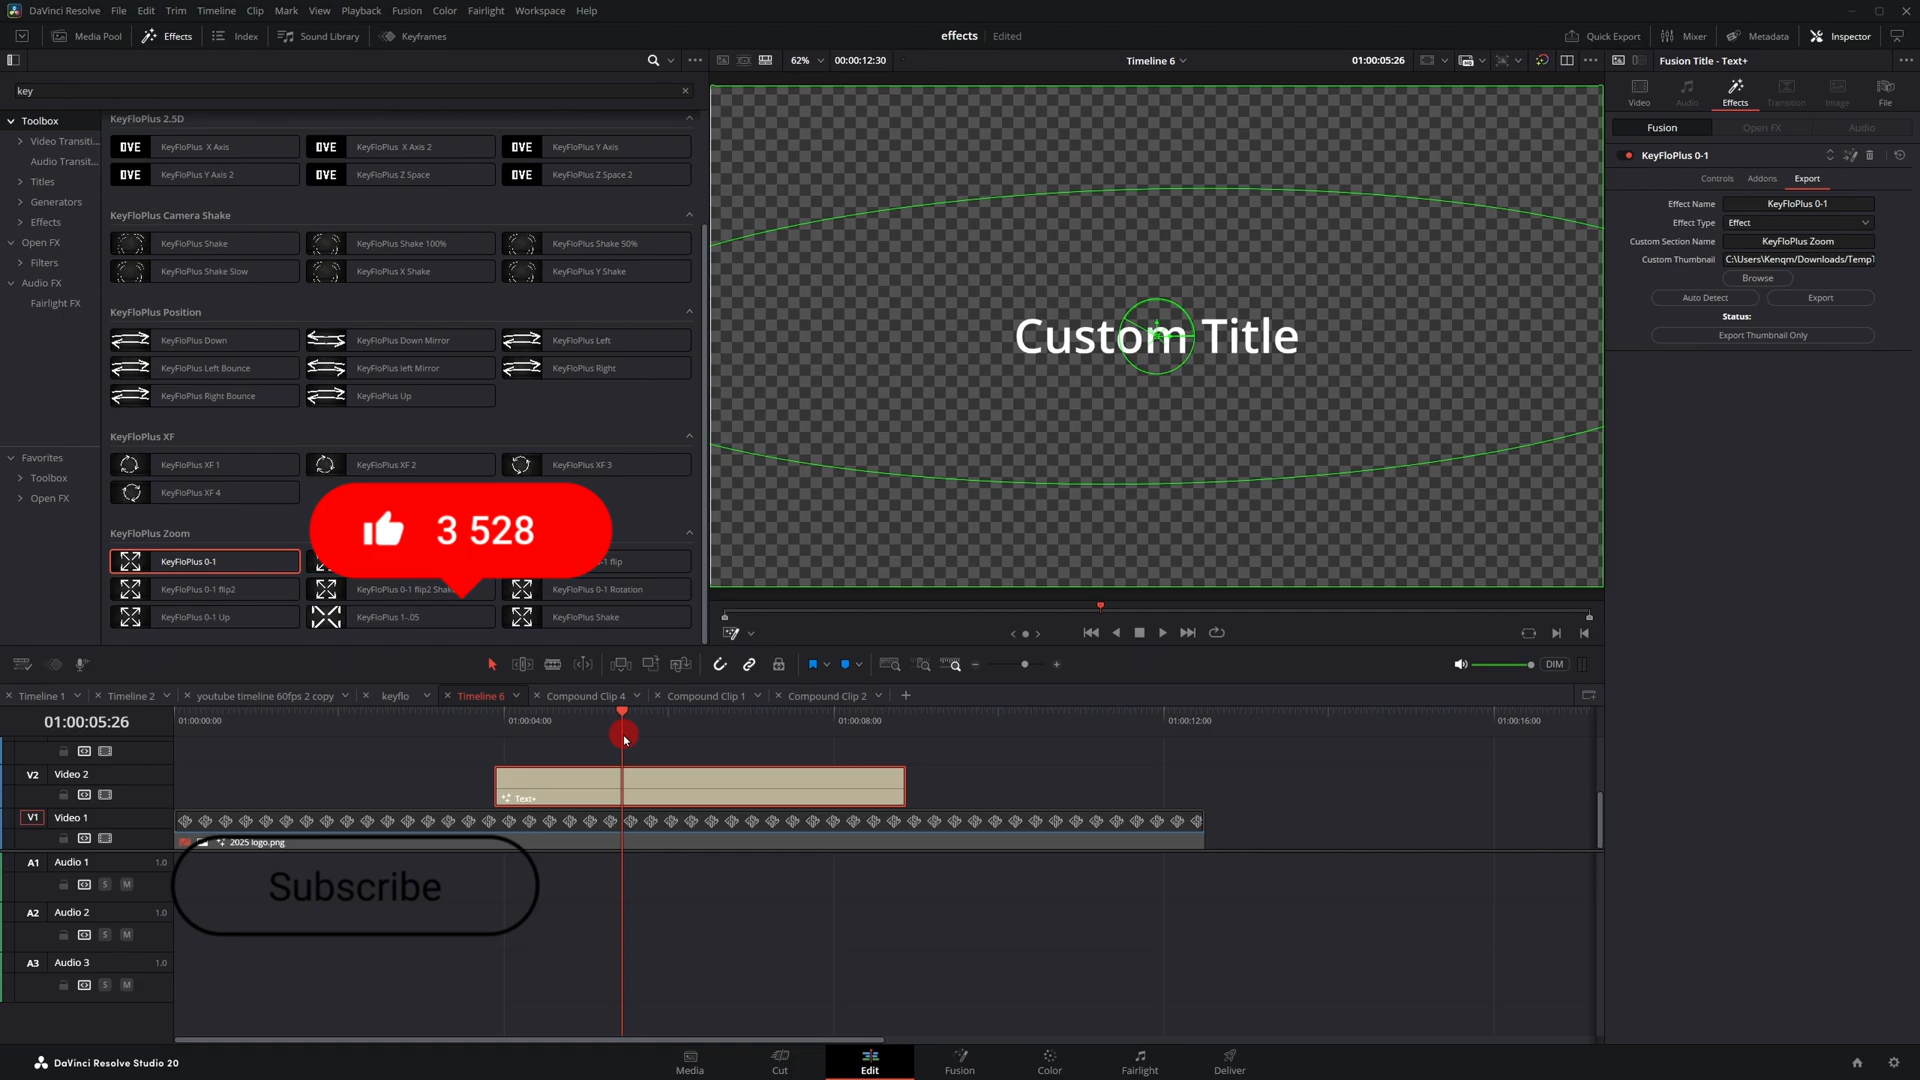 DaVinci Resolve File Edit Trim Timeline Clip Mark View Playback Fusion Color Fairlight Workspace Help
Media Pool Effects Index Sound Library Keyframes effects Edited Quick Export Mixer Metadata Inspector
62% 00:00:12:30 Timeline 6 01:00:05:26 Fusion Title - Text+
key
Video Audio Effects Transition Image File
Toolbox
KeyFloPlus 2.5D
Fusion Open FX Audio
Video Transiti...
DVE KeyFloPlus X Axis DVE KeyFloPlus X Axis 2 DVE KeyFloPlus Y Axis
KeyFloPlus 0-1
Audio Transit...
DVE KeyFloPlus Y Axis 2 DVE KeyFloPlus Z Space DVE KeyFloPlus Z Space 2
Controls Addons Export
Titles
Generators
Effect Name KeyFloPlus 0-1
Effects
KeyFloPlus Camera Shake
Effect Type Effect
Open FX
KeyFloPlus Shake KeyFloPlus Shake 100% KeyFloPlus Shake 50%
Custom Section Name KeyFloPlus Zoom
Filters
KeyFloPlus Shake Slow KeyFloPlus X Shake KeyFloPlus Y Shake
Custom Thumbnail C:\Users\Kenqm/Downloads/Temp
Audio FX
Browse
Fairlight FX
Auto Detect Export
KeyFloPlus Position
Status:
KeyFloPlus Down KeyFloPlus Down Mirror KeyFloPlus Left
Export Thumbnail Only
KeyFloPlus Left Bounce KeyFloPlus left Mirror KeyFloPlus Right
KeyFloPlus Right Bounce KeyFloPlus Up
Custom Title
KeyFloPlus XF
Favorites
KeyFloPlus XF 1 KeyFloPlus XF 2 KeyFloPlus XF 3
Toolbox
KeyFloPlus XF 4
Open FX
3 528
KeyFloPlus Zoom
KeyFloPlus 0-1 -1 flip
KeyFloPlus 0-1 flip2 KeyFloPlus 0-1 flip2 Shak KeyFloPlus 0-1 Rotation
KeyFloPlus 0-1 Up KeyFloPlus 1-.05 KeyFloPlus Shake
DIM
Timeline 1 Timeline 2 youtube timeline 60fps 2 copy keyflo Timeline 6 Compound Clip 4 Compound Clip 1 Compound Clip 2
01:00:05:26 01:00:00:00 01:00:04:00 01:00:08:00 01:00:12:00 01:00:16:00
V2 Video 2
Text+
V1 Video 1
2025 logo.png
A1 Audio 1 1.0
S M
Subscribe
A2 Audio 2 1.0
S M
A3 Audio 3 1.0
S M
DaVinci Resolve Studio 20
Media Cut Edit Fusion Color Fairlight Deliver